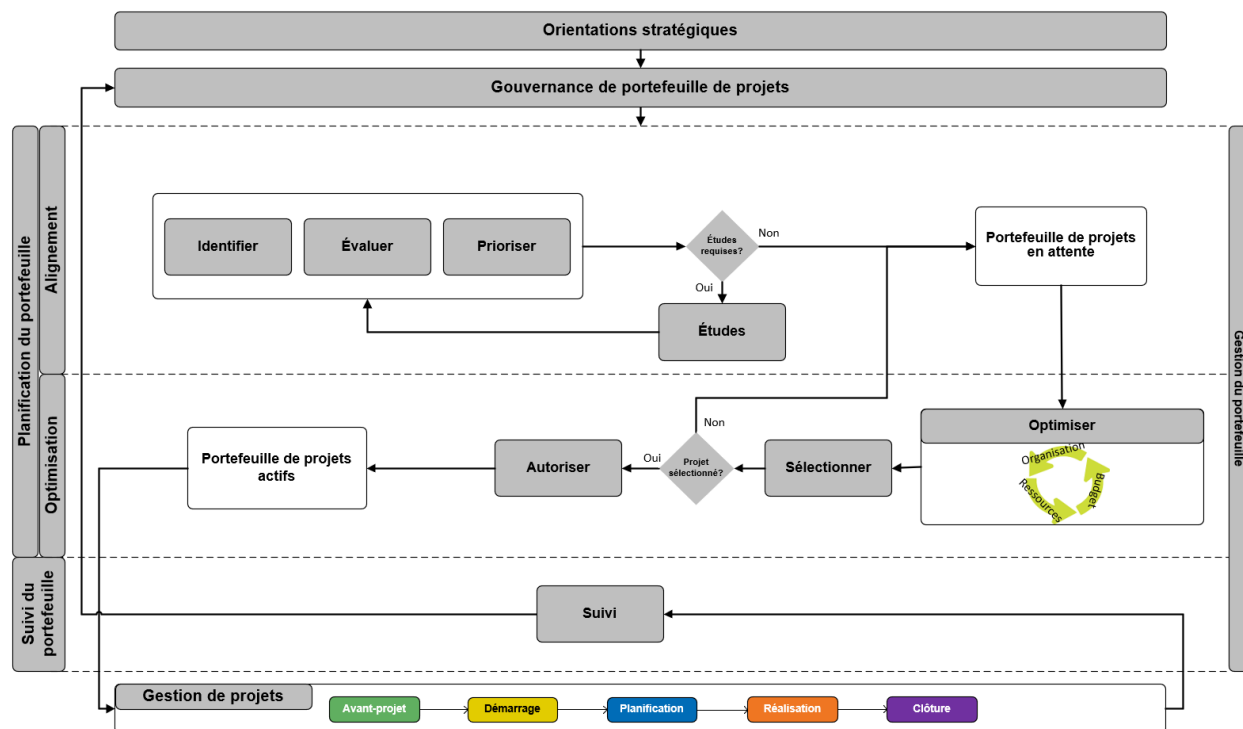 Orientations stratégiques
Gouvernance de portefeuille de projets
Planification du portefeuille
Alignement
Identifier
Évaluer
Prioriser
Études
requises?
Non
Oui
Études
Portefeuille de projets
en attente
Gestion du portefeuille
Optimisation
Portefeuille de projets
actifs
Autoriser
Oui
Non
Projet
sélectionné?
Sélectionner
Optimiser
Organisation
Budget
Ressources
Suivi du
portefeuille
Suivi
Gestion de projets
Avant-projet
Démarrage
Planification
Réalisation
Clôture